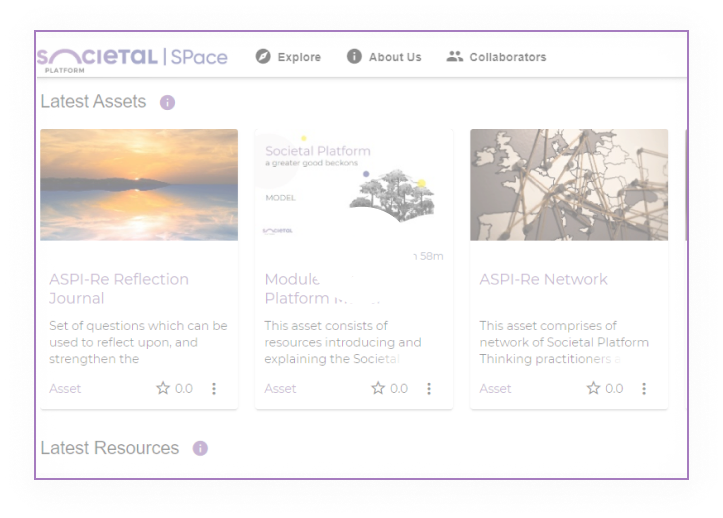 SOCIETAL | SPace
PLATFORM
Explore
About Us
Collaborators
Latest Assets
Societal Platform
a greater good beckons
MODEL
SOCIETAL
58m
ASPI-Re Reflection
Journal
Set of questions which can be
used to reflect upon, and
strengthen the
Asset
0.0
Module
Platform
This asset consists of
resources introducing and
explaining the Societal
Asset
0.0
ASPI-Re Network
This asset comprises of
network of Societal Platform
Thinking practitioners a
Asset
0.0
Latest Resources